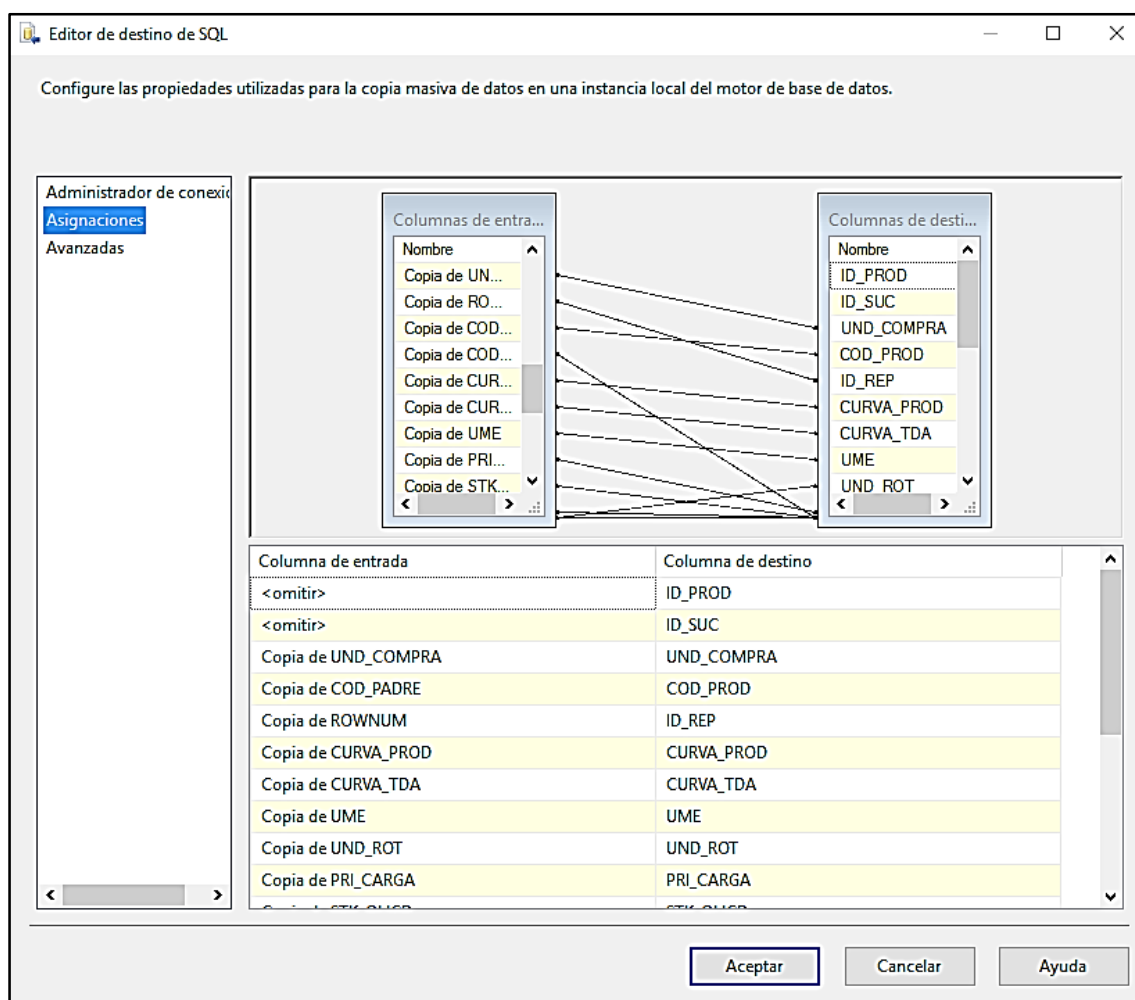 Editor de destino de SQL
Configure las propiedades utilizadas para la copia masiva de datos en una instancia local del motor de base de datos.
Administrador de conexi
Asignaciones
Avanzadas
Columnas de entra...
Nombre
Copia de UN...
Copia de RO...
Copia de COD...
Copia de COD...
Copia de CUR...
Copia de CUR...
Copia de UME
Copia de PRI...
Copia de STK...
Columnas de desti...
Nombre
ID_PROD
ID_SUC
UND_COMPRA
COD_PROD
ID_REP
CURVA_PROD
CURVA_TDA
UME
UND_ROT
Columna de entrada Columna de destino
<omitir> ID_PROD
<omitir> ID_SUC
Copia de UND_COMPRA UND_COMPRA
Copia de COD_PADRE COD_PROD
Copia de ROWNUM ID_REP
Copia de CURVA_PROD CURVA_PROD
Copia de CURVA_TDA CURVA_TDA
Copia de UME UME
Copia de UND_ROT UND_ROT
Copia de PRI_CARGA PRI_CARGA
Aceptar Cancelar Ayuda